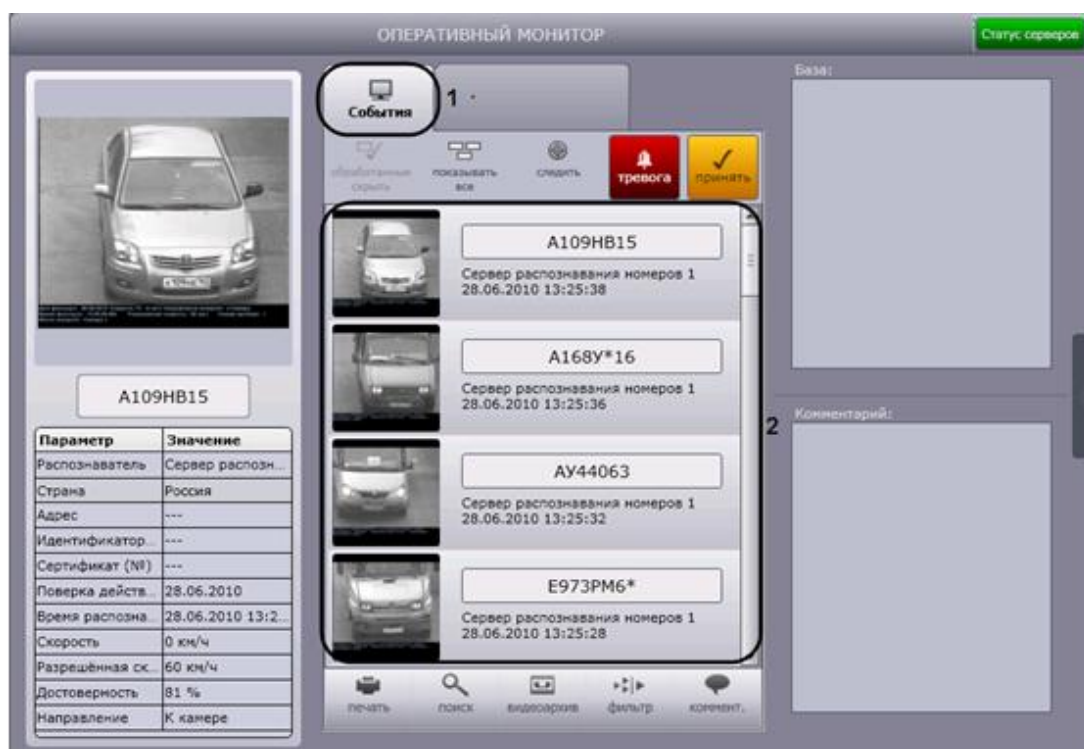 ОПЕРАТИВНЫЙ МОНИТОР
Статус серверов
А109НВ15
Параметр Значение
Распознаватель Сервер распозн...
Страна Россия
Адрес ---
Идентификатор... ---
Сертификат (№) ---
Поверка действ... 28.06.2010
Время распозна... 28.06.2010 13:2...
Скорость 0 км/ч
Разрешённая ск... 60 км/ч
Достоверность 81 %
Направление К камере
События
1
обработанные скрыть
показывать все
следить
тревога
принять
А109НВ15
Сервер распознавания номеров 1
28.06.2010 13:25:38
А168У*16
Сервер распознавания номеров 1
28.06.2010 13:25:36
АУ44063
Сервер распознавания номеров 1
28.06.2010 13:25:32
Е973РМ6*
Сервер распознавания номеров 1
28.06.2010 13:25:28
2
печать
поиск
видеоархив
фильтр
коммент.
База:
Комментарий: